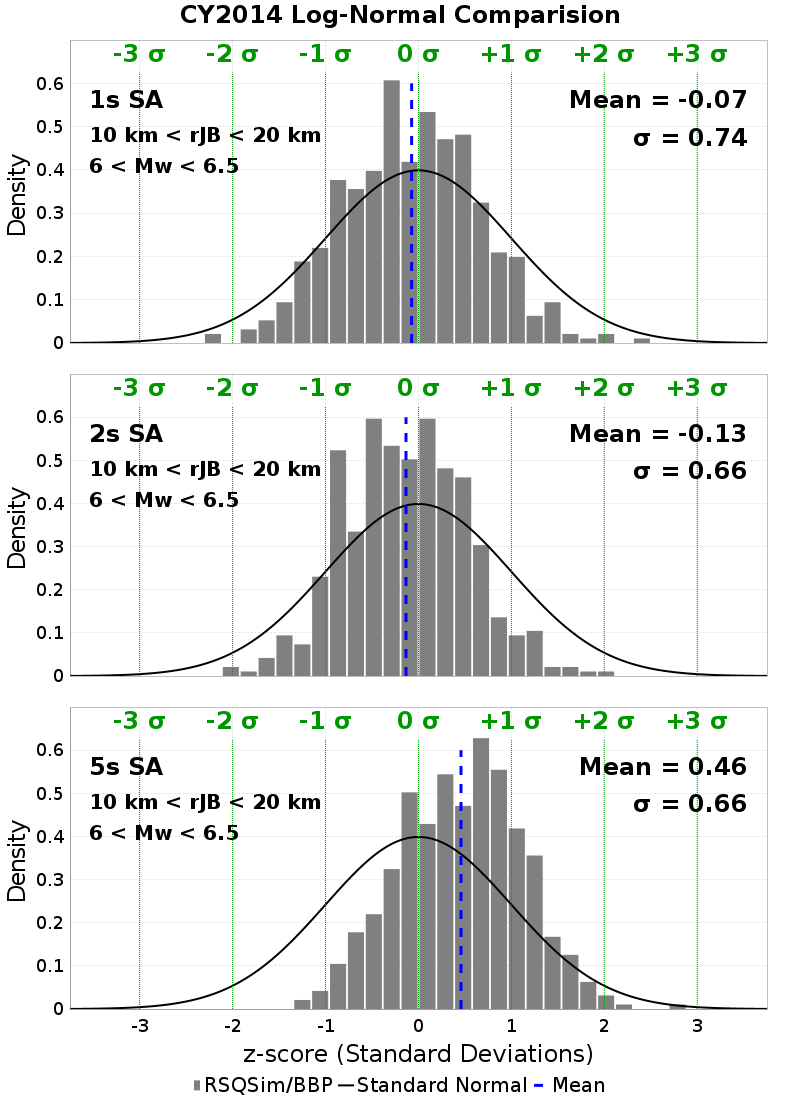 CY2014 Log-Normal Comparision
-3 σ -2 σ -1 σ 0 σ +1 σ +2 σ +3 σ
1s SA
10 km < rJB < 20 km
6 < Mw < 6.5
Mean = -0.07
σ = 0.74
Density
0.6
0.5
0.4
0.3
0.2
0.1
0
-3 σ -2 σ -1 σ 0 σ +1 σ +2 σ +3 σ
2s SA
10 km < rJB < 20 km
6 < Mw < 6.5
Mean = -0.13
σ = 0.66
Density
0.6
0.5
0.4
0.3
0.2
0.1
0
-3 σ -2 σ -1 σ 0 σ +1 σ +2 σ +3 σ
5s SA
10 km < rJB < 20 km
6 < Mw < 6.5
Mean = 0.46
σ = 0.66
Density
0.6
0.5
0.4
0.3
0.2
0.1
0
-3 -2 -1 0 1 2 3
z-score (Standard Deviations)
RSQSim/BBP Standard Normal Mean